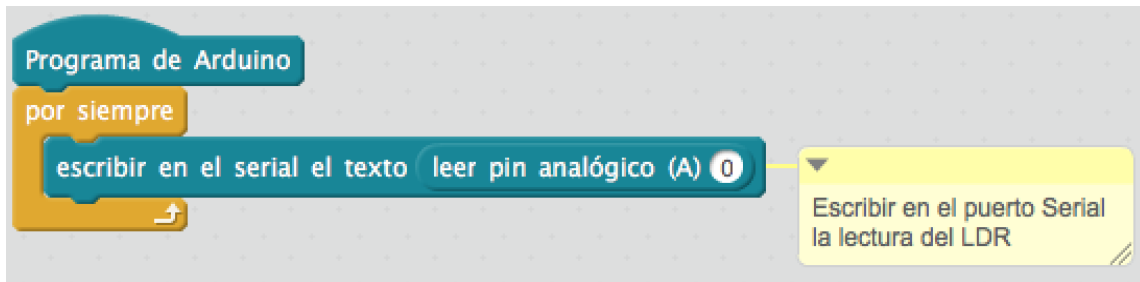 Programa de Arduino
por siempre
escribir en el serial el texto leer pin analógico (A) 0
Escribir en el puerto Serial
la lectura del LDR